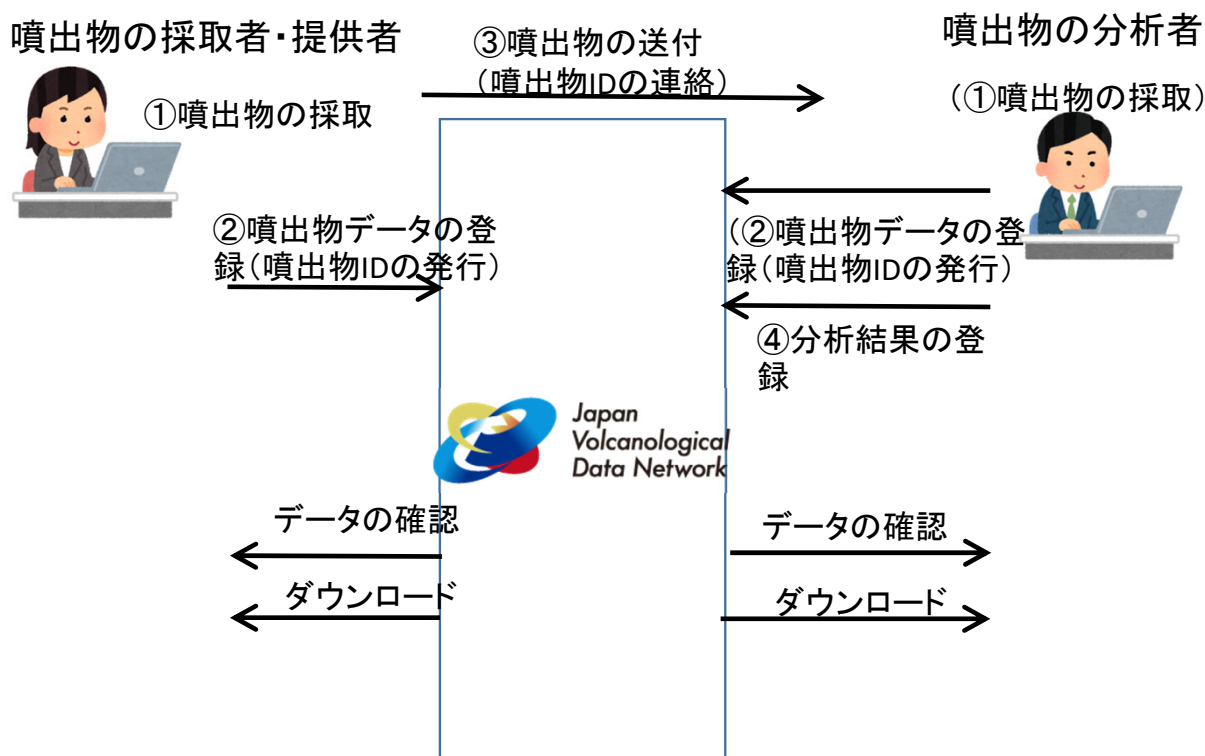 噴出物の採取者・提供者
①噴出物の採取
③噴出物の送付
（噴出物IDの連絡）
噴出物の分析者
（①噴出物の採取）
②噴出物データの登
録（噴出物IDの発行）
（②噴出物データの登
録（噴出物IDの発行）
④分析結果の登
録
Japan
Volcanological
Data Network
データの確認
ダウンロード
データの確認
ダウンロード